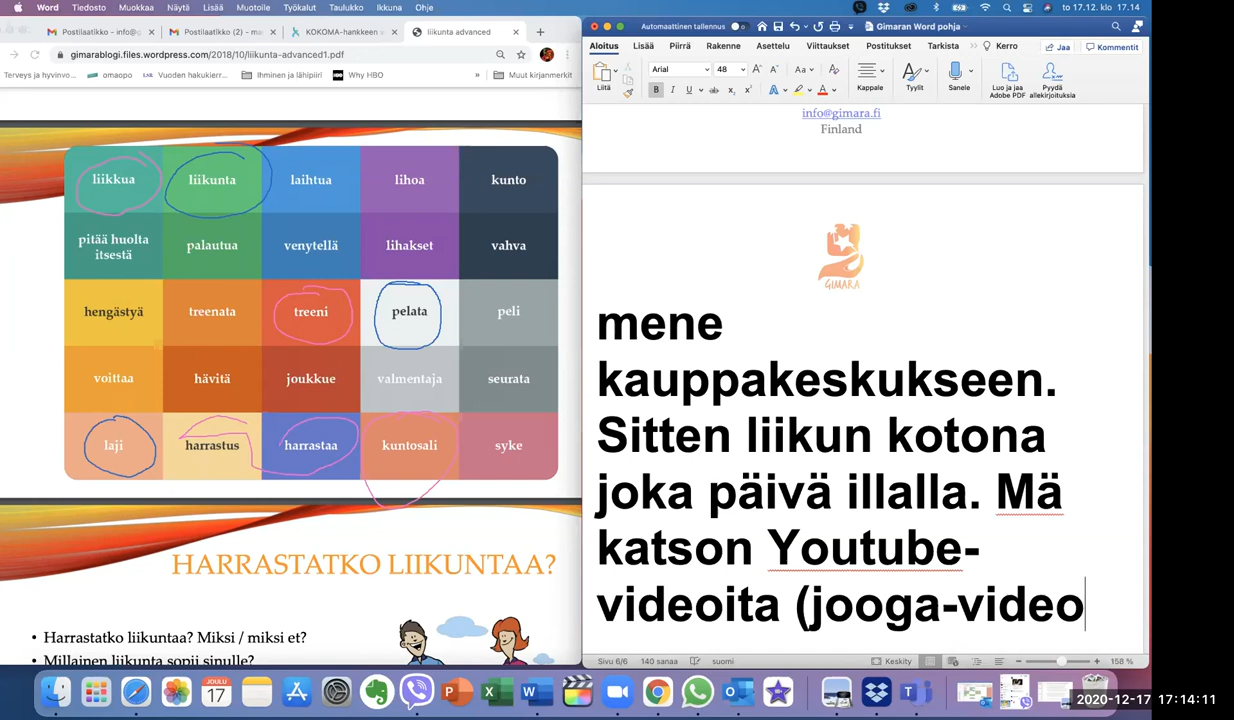 Word Tiedosto Muokkaa Näytä Lisää Muotoile Työkalut Taulukko Ikkuna Ohje to 17.12. klo 17.14
Postilaatikko - info@g
Postilaatikko (2) - ma
KOKOMA-hankkeen v
liikunta advanced
gimarablogi.files.wordpress.com/2018/10/liikunta-advanced1.pdf
Terveys ja hyvinvo... omaopo Vuoden hakukierr... Ihminen ja lähipiiri Why HBO » Muut kirjanmerkit
liikkua liikunta laihtua lihoa kunto
pitää huolta itsestä palautua venytellä lihakset vahva
hengästyä treenata treeni pelata peli
voittaa hävitä joukkue valmentaja seurata
laji harrastus harrastaa kuntosali syke
HARRASTATKO LIIKUNTAA?
• Harrastatko liikuntaa? Miksi / miksi et?
• Millainen liikunta sopii sinulle?
Automaattinen tallennus Gimaran Word pohja
Aloitus Lisää Piirrä Rakenne Asettelu Viittaukset Postitukset Tarkista » Kerro Jaa Kommentit
Liitä
Arial 48
Kappale Tyylit Sanele Luo ja jaa Adobe PDF Pyydä allekirjoituksia
info@gimara.fi
Finland
GIMARA
mene
kauppakeskukseen.
Sitten liikun kotona
joka päivä illalla. Mä
katson Youtube-
videoita (jooga-video
Sivu 6/6 140 sanaa suomi Keskity 158 %
JOULU
17
2020-12-17 17:14:11